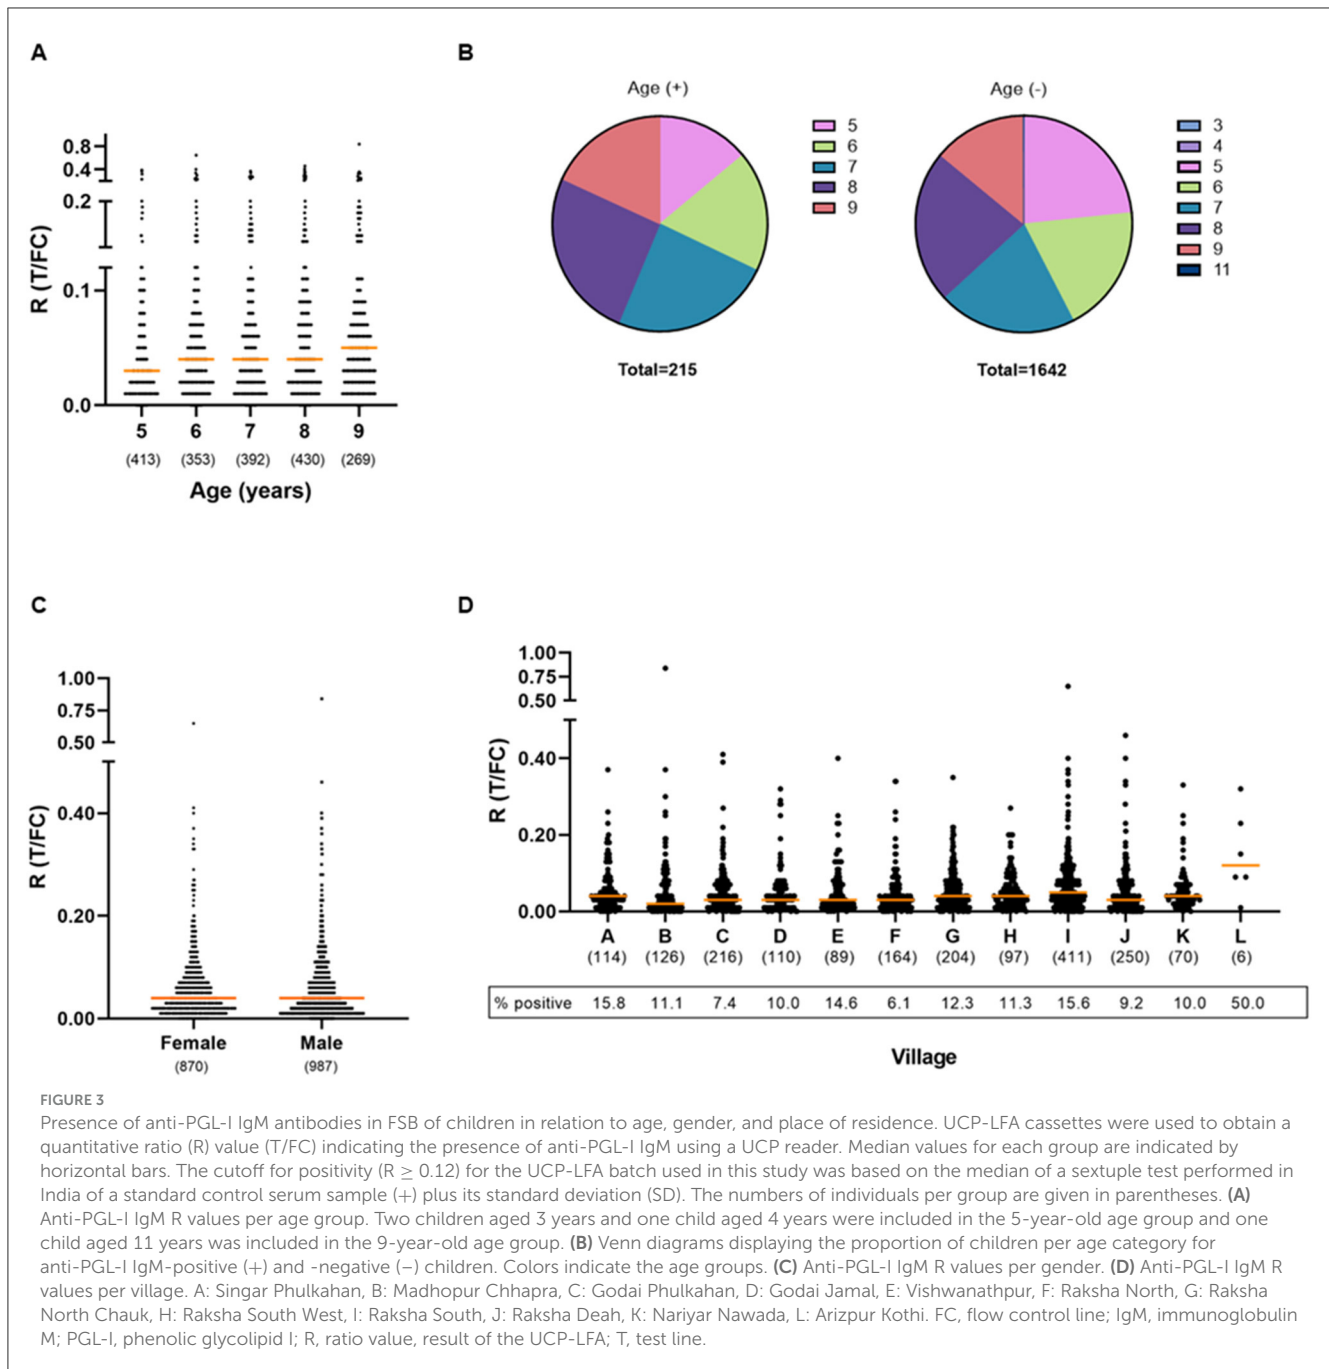 A
R (T/FC)
0.8
0.4
0.2
0.1
0.0
5 6 7 8 9
(413) (353) (392) (430) (269)
Age (years)
B
Age (+)
5
6
7
8
9
Total=215
Age (-)
3
4
5
6
7
8
9
11
Total=1642
C
R (T/FC)
1.00
0.75
0.50
0.40
0.20
0.00
Female Male
(870) (987)
D
R (T/FC)
1.00
0.75
0.50
0.40
0.20
0.00
A B C D E F G H I J K L
(114) (126) (216) (110) (89) (164) (204) (97) (411) (250) (70) (6)
% positive 15.8 11.1 7.4 10.0 14.6 6.1 12.3 11.3 15.6 9.2 10.0 50.0
Village
FIGURE 3
Presence of anti-PGL-I IgM antibodies in FSB of children in relation to age, gender, and place of residence. UCP-LFA cassettes were used to obtain a
quantitative ratio (R) value (T/FC) indicating the presence of anti-PGL-I IgM using a UCP reader. Median values for each group are indicated by
horizontal bars. The cutoff for positivity (R ≥ 0.12) for the UCP-LFA batch used in this study was based on the median of a sextuple test performed in
India of a standard control serum sample (+) plus its standard deviation (SD). The numbers of individuals per group are given in parentheses. (A)
Anti-PGL-I IgM R values per age group. Two children aged 3 years and one child aged 4 years were included in the 5-year-old age group and one
child aged 11 years was included in the 9-year-old age group. (B) Venn diagrams displaying the proportion of children per age category for
anti-PGL-I IgM-positive (+) and -negative (−) children. Colors indicate the age groups. (C) Anti-PGL-I IgM R values per gender. (D) Anti-PGL-I IgM R
values per village. A: Singar Phulkahan, B: Madhopur Chhapra, C: Godai Phulkahan, D: Godai Jamal, E: Vishwanathpur, F: Raksha North, G: Raksha
North Chauk, H: Raksha South West, I: Raksha South, J: Raksha Deah, K: Nariyar Nawada, L: Arizpur Kothi. FC, flow control line; IgM, immunoglobulin
M; PGL-I, phenolic glycolipid I; R, ratio value, result of the UCP-LFA; T, test line.